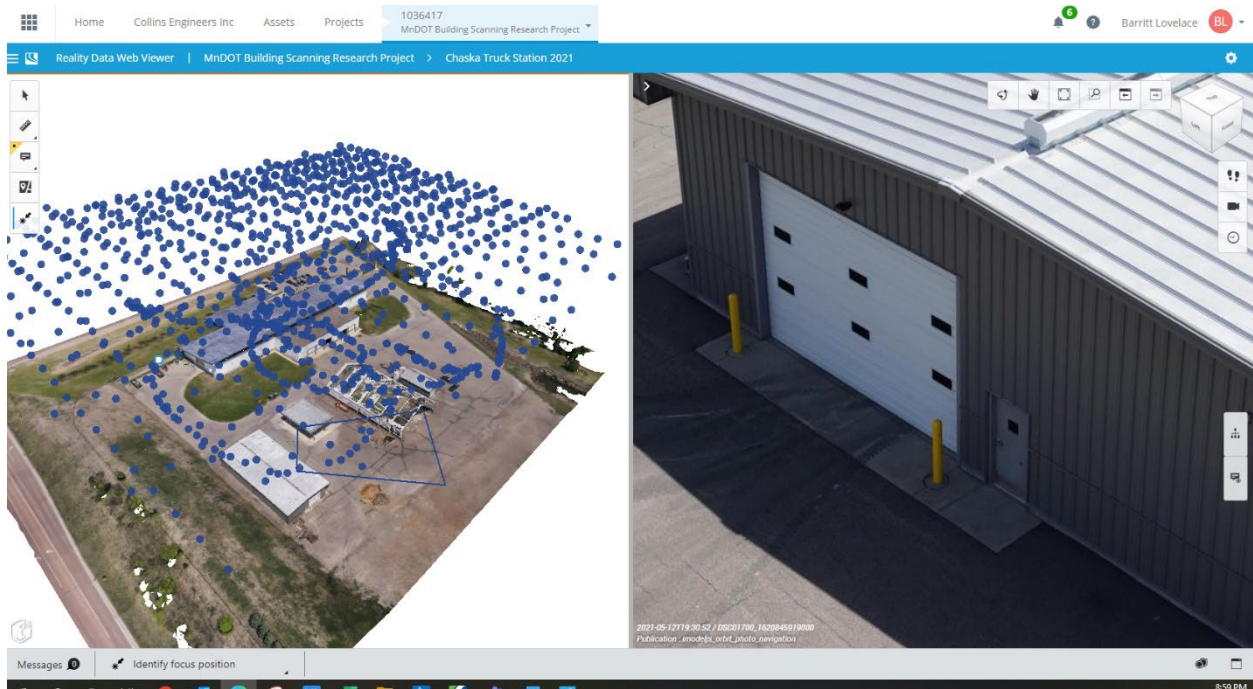 Home
Collins Engineers Inc
Assets
Projects
1036417
MnDOT Building Scanning Research Project
6
Barritt Lovelace
BL
Reality Data Web Viewer | MnDOT Building Scanning Research Project > Chaska Truck Station 2021
Left
Messages 0
Identify focus position
2021-05-12T19:30:52 / DSC01700_1620845919000
Publication : imodeljs_orbit_photo_navigation
8:59 PM